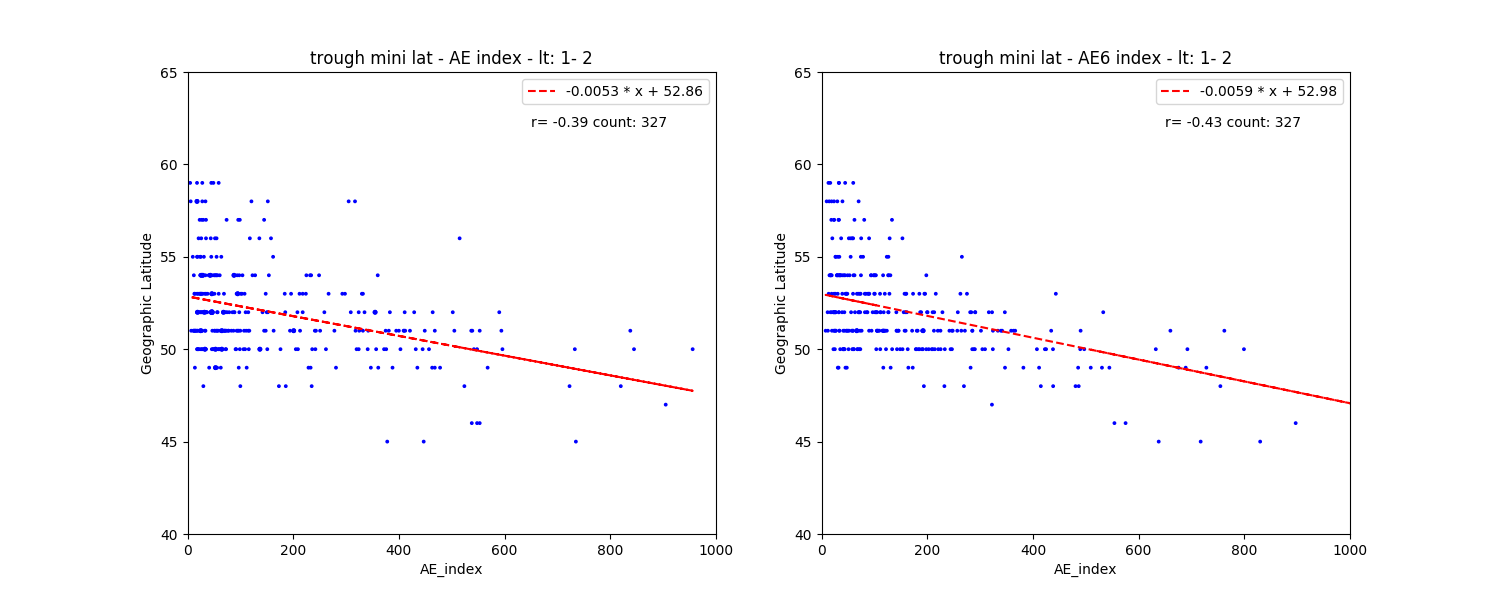 trough mini lat - AE index - lt: 1- 2
-0.0053 * x + 52.86
r= -0.39 count: 327
65
60
55
50
45
40
Geographic Latitude
0 200 400 600 800 1000
AE_index
trough mini lat - AE6 index - lt: 1- 2
-0.0059 * x + 52.98
r= -0.43 count: 327
65
60
55
50
45
40
Geographic Latitude
0 200 400 600 800 1000
AE_index